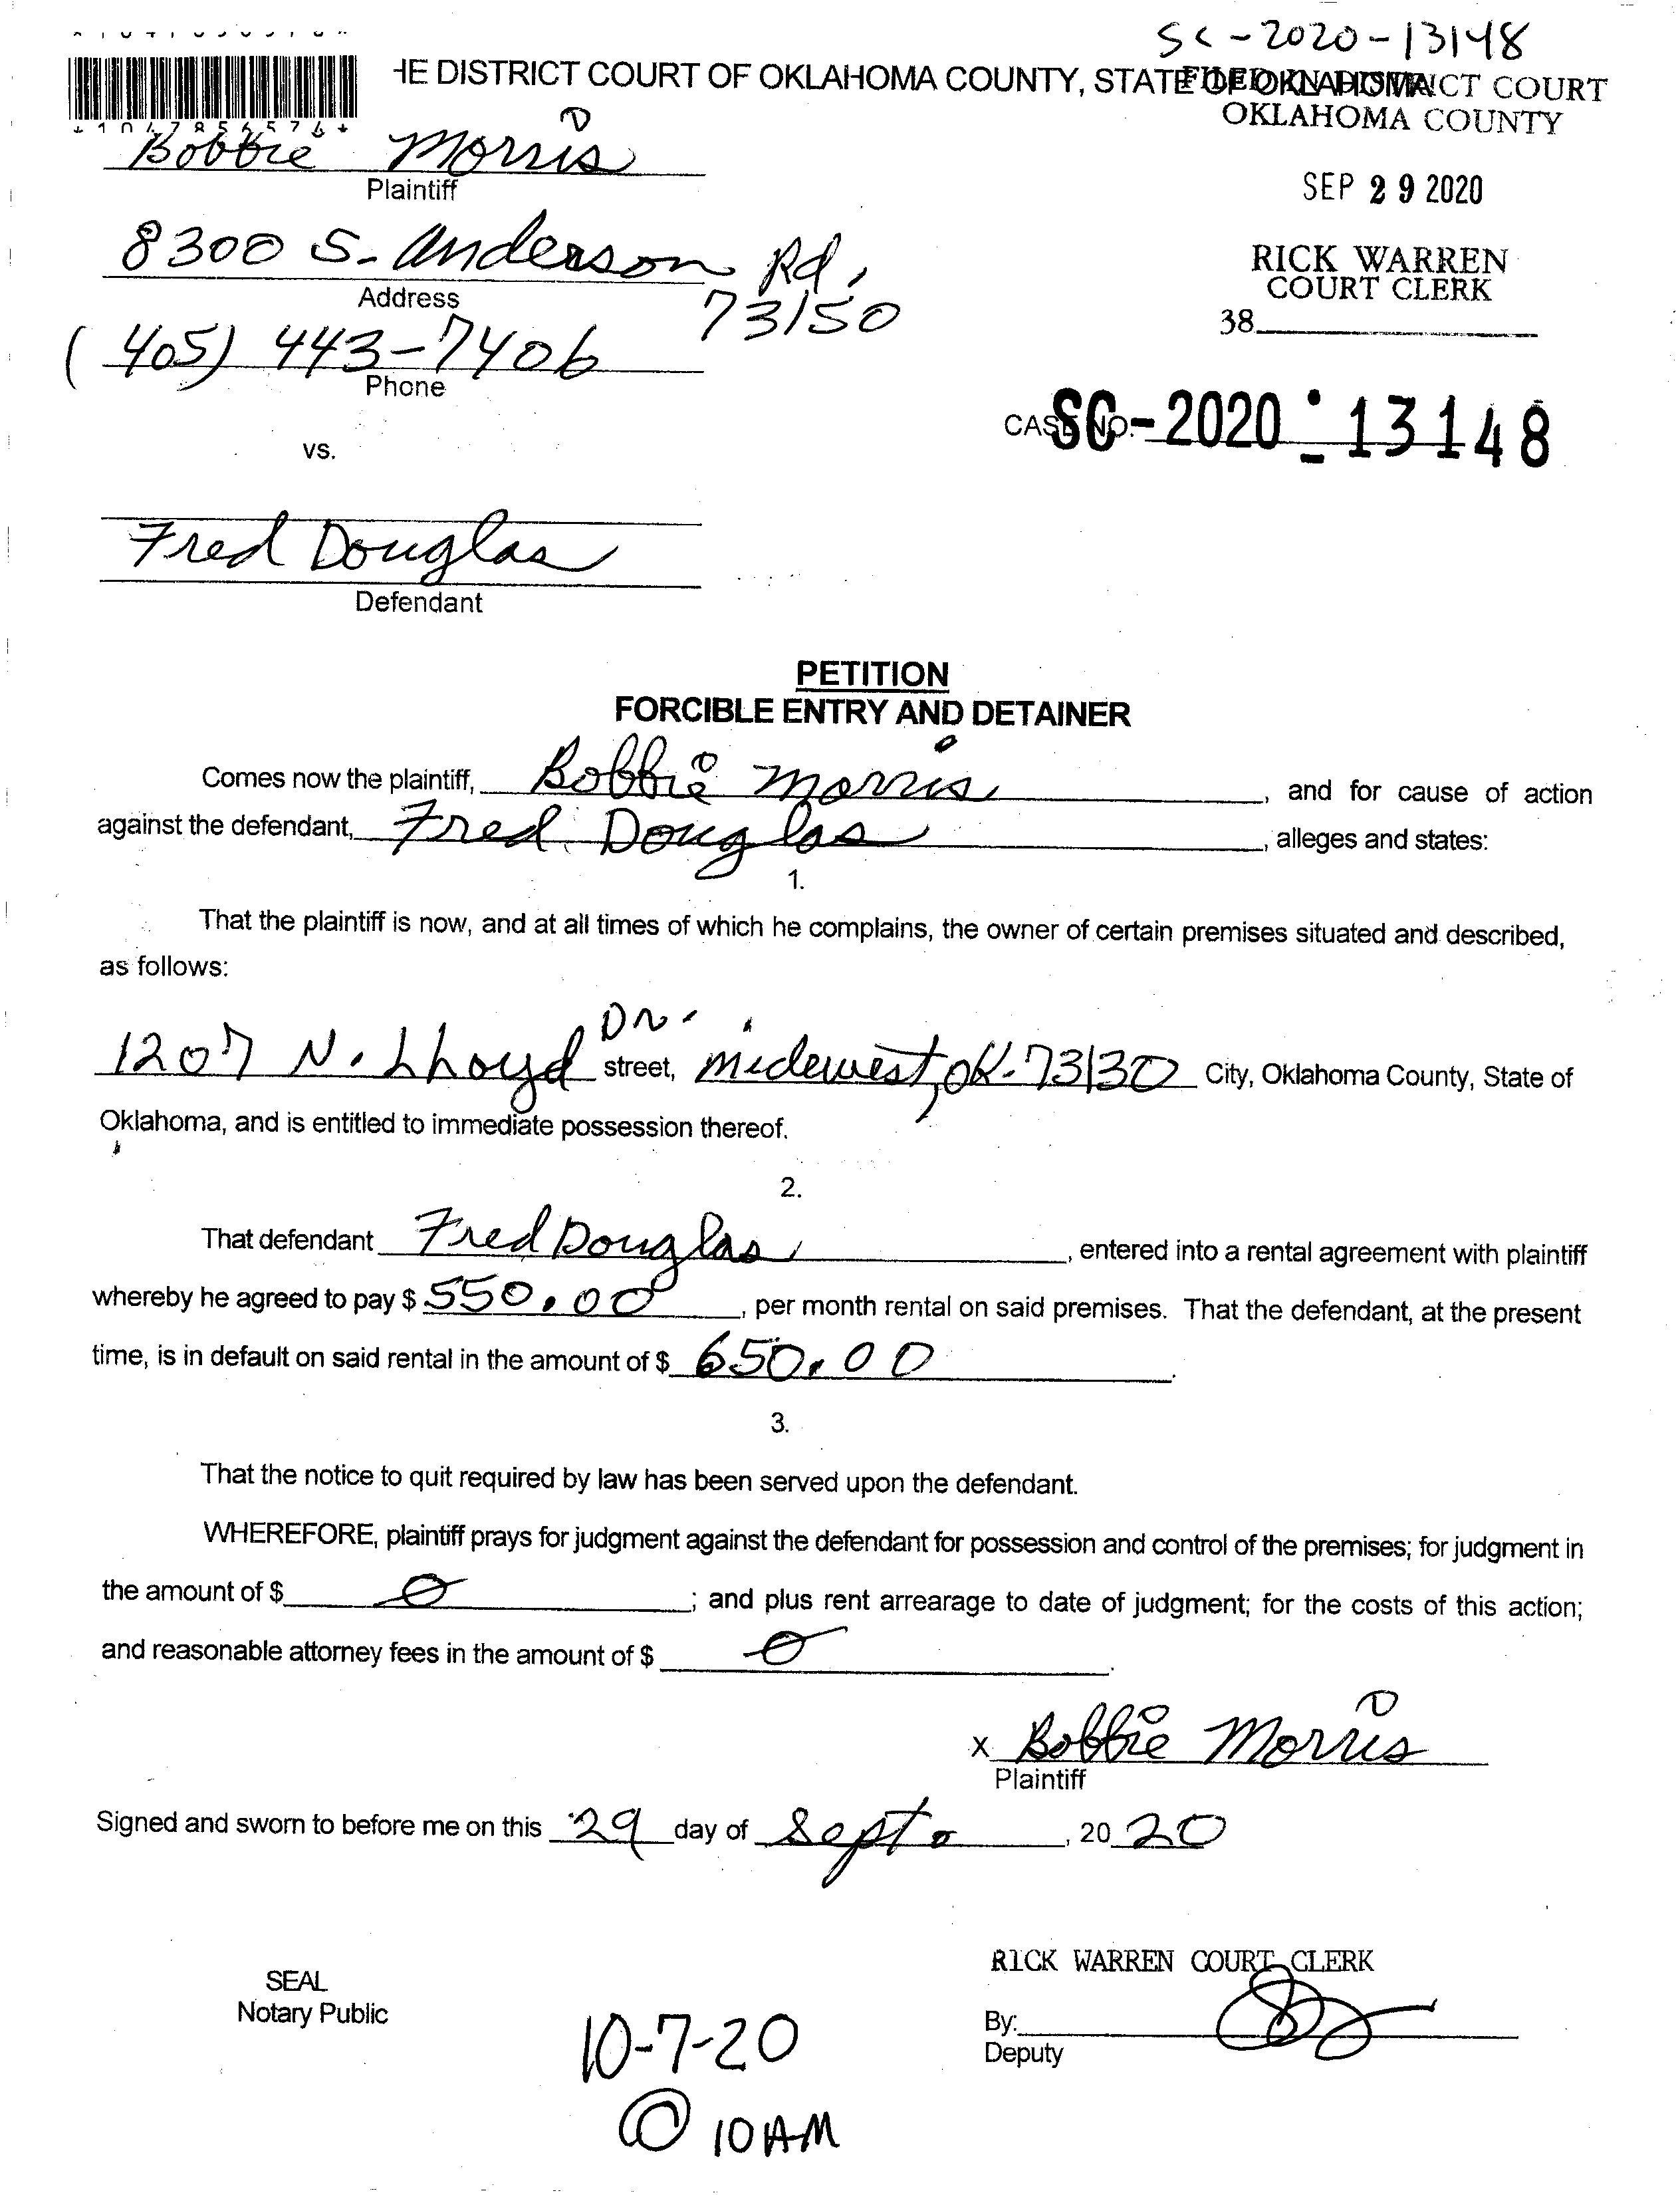 SC-2020-13148
HE DISTRICT COURT OF OKLAHOMA COUNTY, STATE OF OKLAHOMA
FILED IN DISTRICT COURT
OKLAHOMA COUNTY
*1047856576*
Bobbie Morris
Plaintiff
SEP 29 2020
8300 S. Anderson Rd.
73150
Address
RICK WARREN
COURT CLERK
38
(405) 443-7406
Phone
CASE NO. SC-2020-13148
vs.
Fred Douglas
Defendant
PETITION
FORCIBLE ENTRY AND DETAINER
Comes now the plaintiff, Bobbie Morris, and for cause of action
against the defendant, Fred Douglas, alleges and states:
1.
That the plaintiff is now, and at all times of which he complains, the owner of certain premises situated and described,
as follows:
1207 N. Lhoyd Dr. street, Midewest, OK-73130 City, Oklahoma County, State of
Oklahoma, and is entitled to immediate possession thereof.
2.
That defendant Fred Douglas, entered into a rental agreement with plaintiff
whereby he agreed to pay $ 550.00, per month rental on said premises. That the defendant, at the present
time, is in default on said rental in the amount of $ 650.00.
3.
That the notice to quit required by law has been served upon the defendant.
WHEREFORE, plaintiff prays for judgment against the defendant for possession and control of the premises; for judgment in
the amount of $ 0; and plus rent arrearage to date of judgment; for the costs of this action;
and reasonable attorney fees in the amount of $ 0.
X Bobbie Morris
Plaintiff
Signed and sworn to before me on this 29 day of Sept., 20 20
RICK WARREN COURT CLERK
SEAL
Notary Public
By:
Deputy
10-7-20
@ 10AM